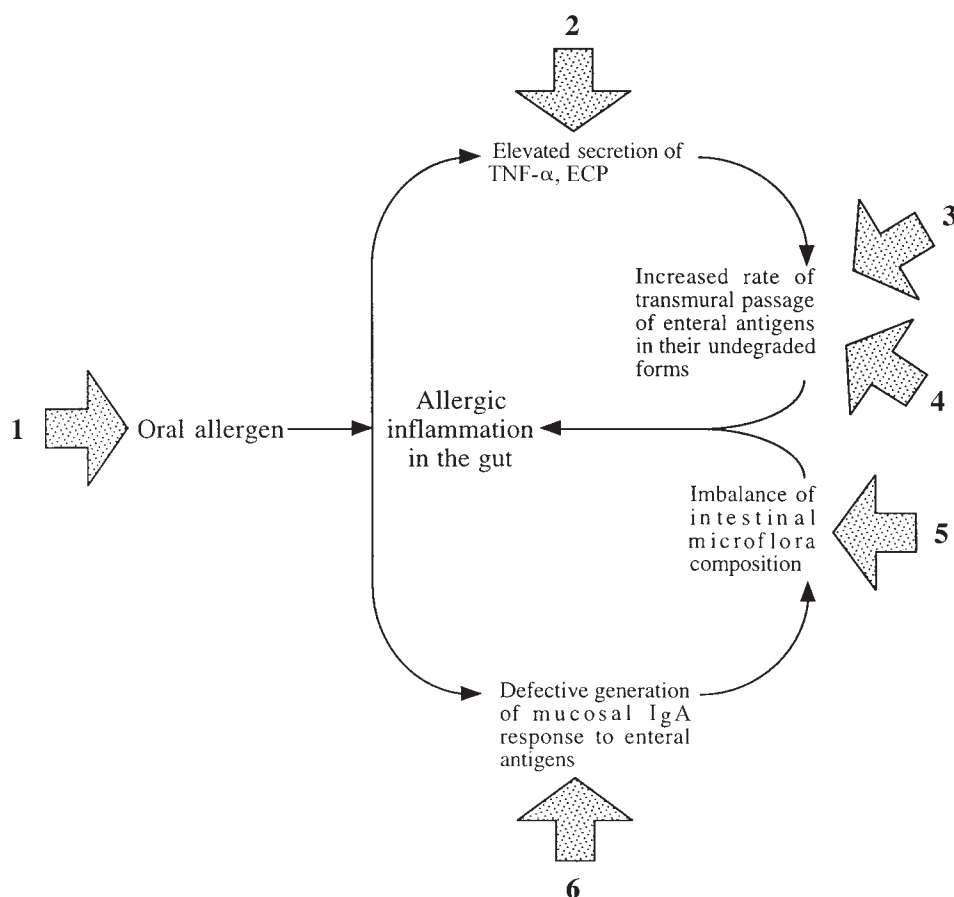 2
Elevated secretion of
TNF-α, ECP
3
Increased rate of
transmural passage
of enteral antigens
in their undegraded
forms
4
1
Oral allergen
Allergic
inflammation
in the gut
Imbalance of
intestinal
microflora
composition
5
Defective generation
of mucosal IgA
response to enteral
antigens
6